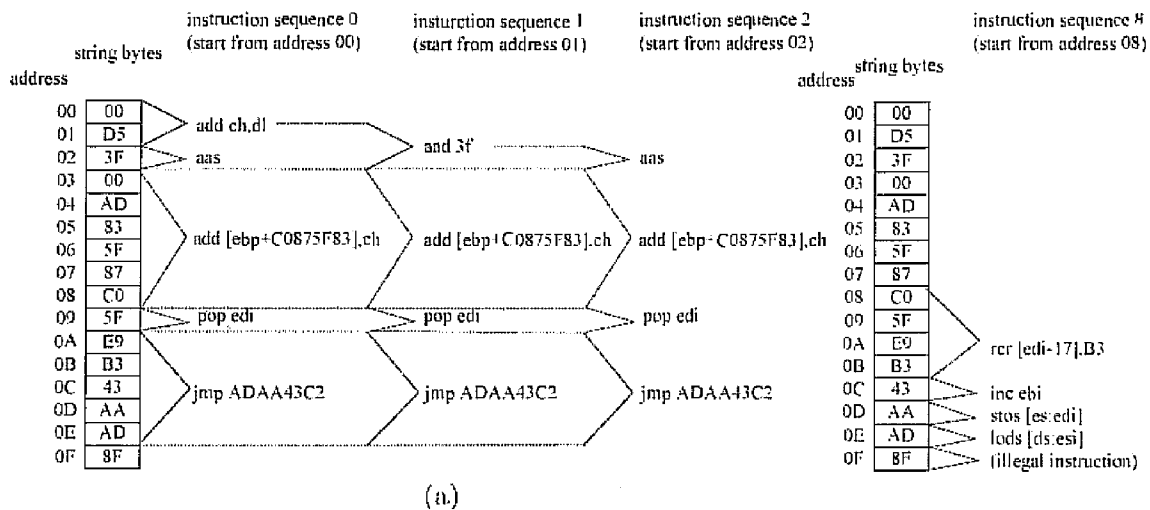 instruction sequence 0
(start from address 00)
insturction sequence 1
(start from address 01)
instruction sequence 2
(start from address 02)
instruction sequence 8
(start from address 08)
string bytes
address
string bytes
address
00 00
01 D5
02 3F
03 00
04 AD
05 83
06 5F
07 87
08 C0
09 5F
0A E9
0B B3
0C 43
0D AA
0E AD
0F 8F
add ch,dl
aas
add [ebp+C0875F83],ch
pop edi
jmp ADAA43C2
aad 3f
add [ebp+C0875F83],ch
pop edi
jmp ADAA43C2
aas
add [ebp+C0875F83],ch
pop edi
jmp ADAA43C2
00 00
01 D5
02 3F
03 00
04 AD
05 83
06 5F
07 87
08 C0
09 5F
0A E9
0B B3
0C 43
0D AA
0E AD
0F 8F
rcr [edi-17],B3
inc ebi
stos [es:edi]
lods [ds:esi]
(illegal instruction)
(a)